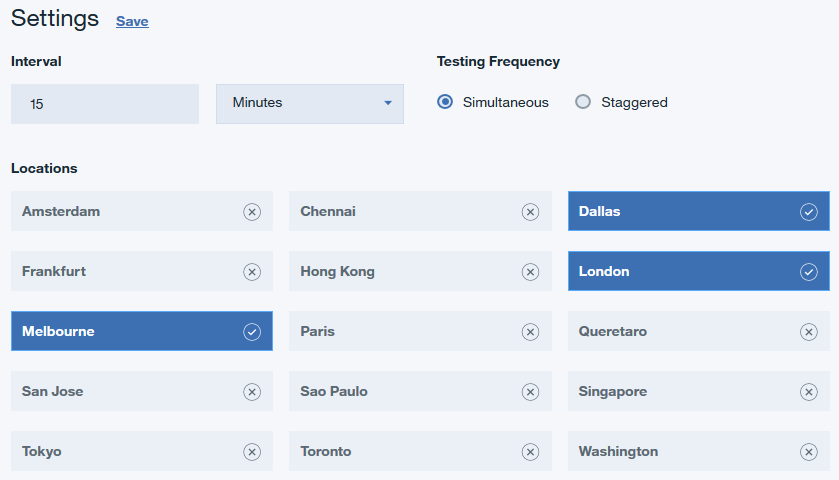 Settings Save
Interval Testing Frequency
15 Minutes Simultaneous Staggered
Locations
Amsterdam Chennai Dallas
Frankfurt Hong Kong London
Melbourne Paris Queretaro
San Jose Sao Paulo Singapore
Tokyo Toronto Washington